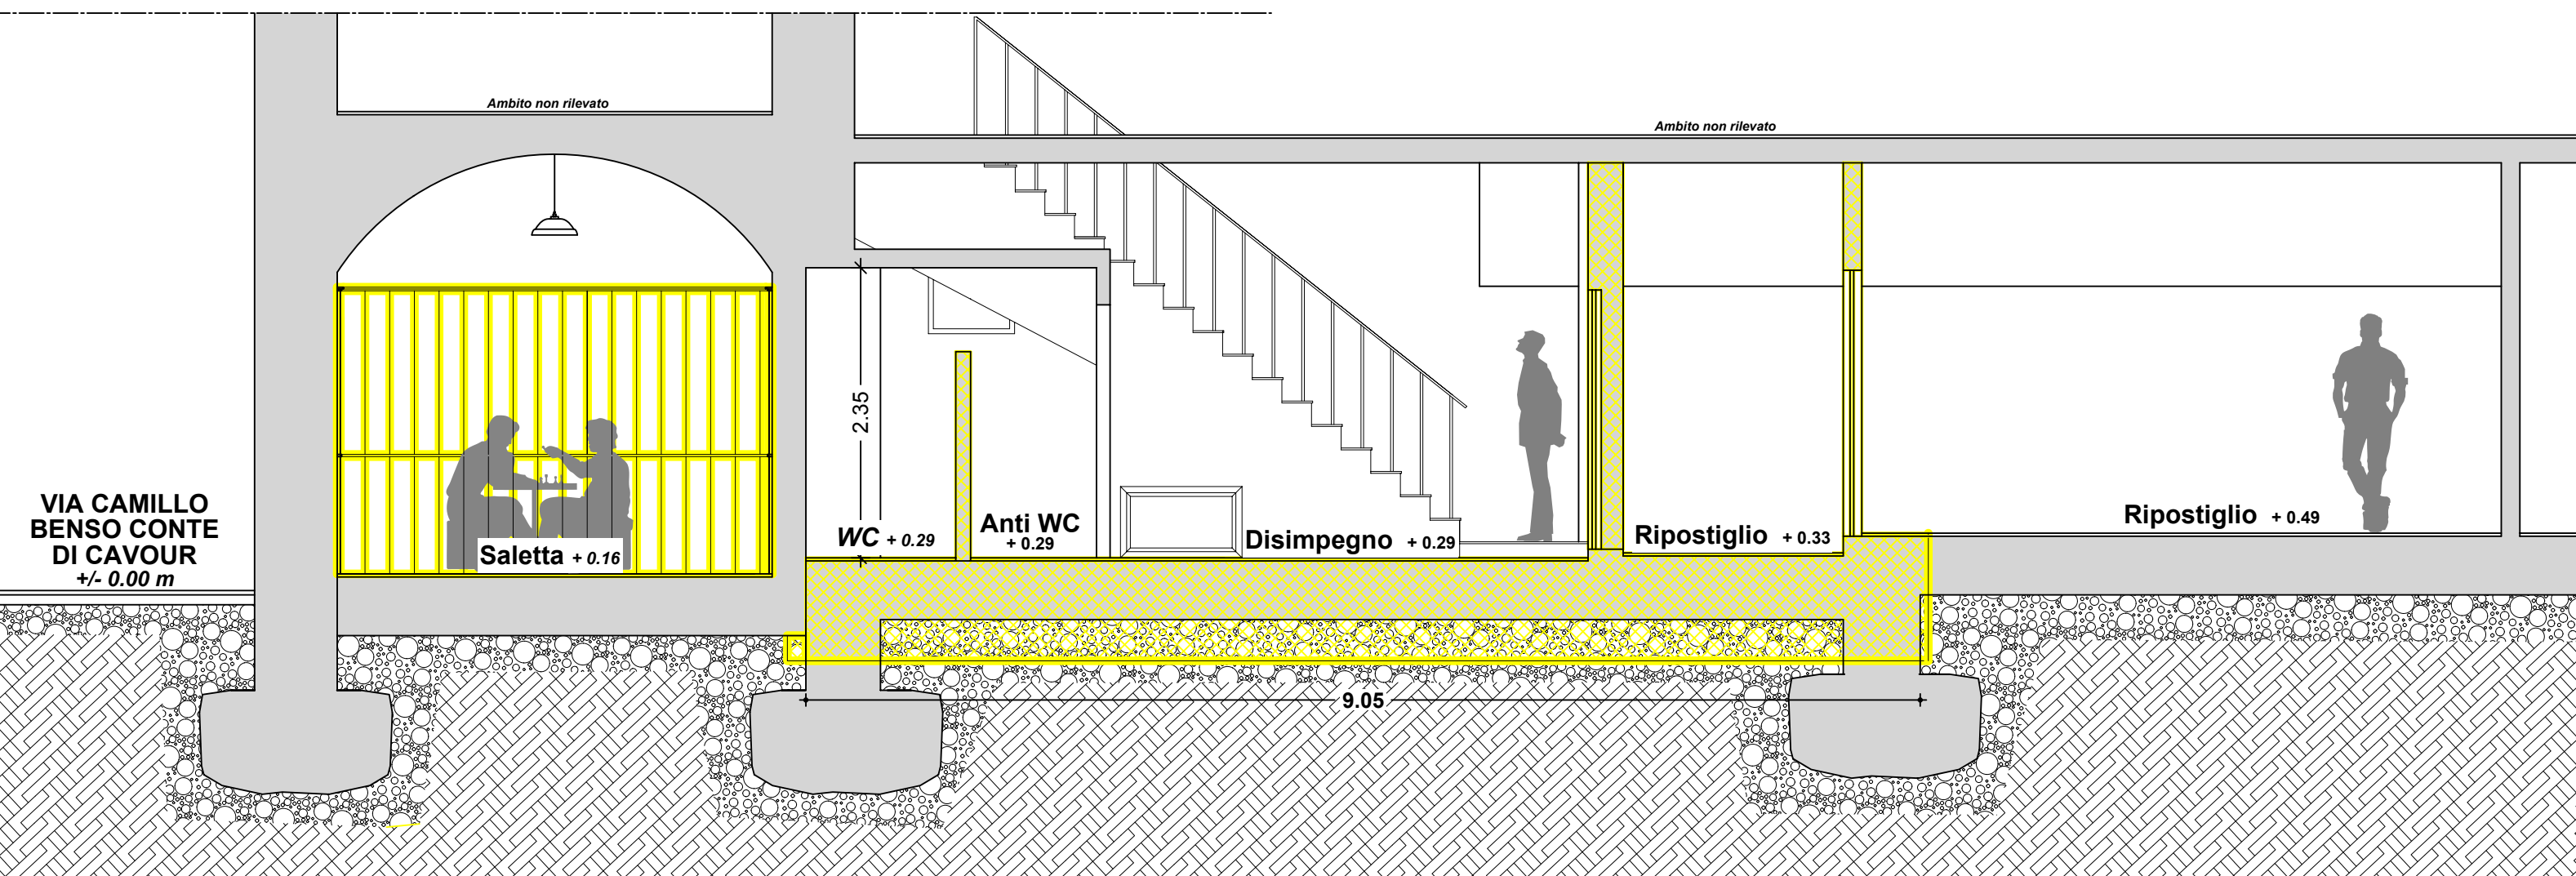 Ambito non rilevato
Ambito non rilevato
2.35
VIA CAMILLO
BENSO CONTE
DI CAVOUR
+/- 0.00 m
Saletta + 0.16
WC + 0.29
Anti WC
+ 0.29
Disimpegno + 0.29
Ripostiglio + 0.33
Ripostiglio + 0.49
9.05